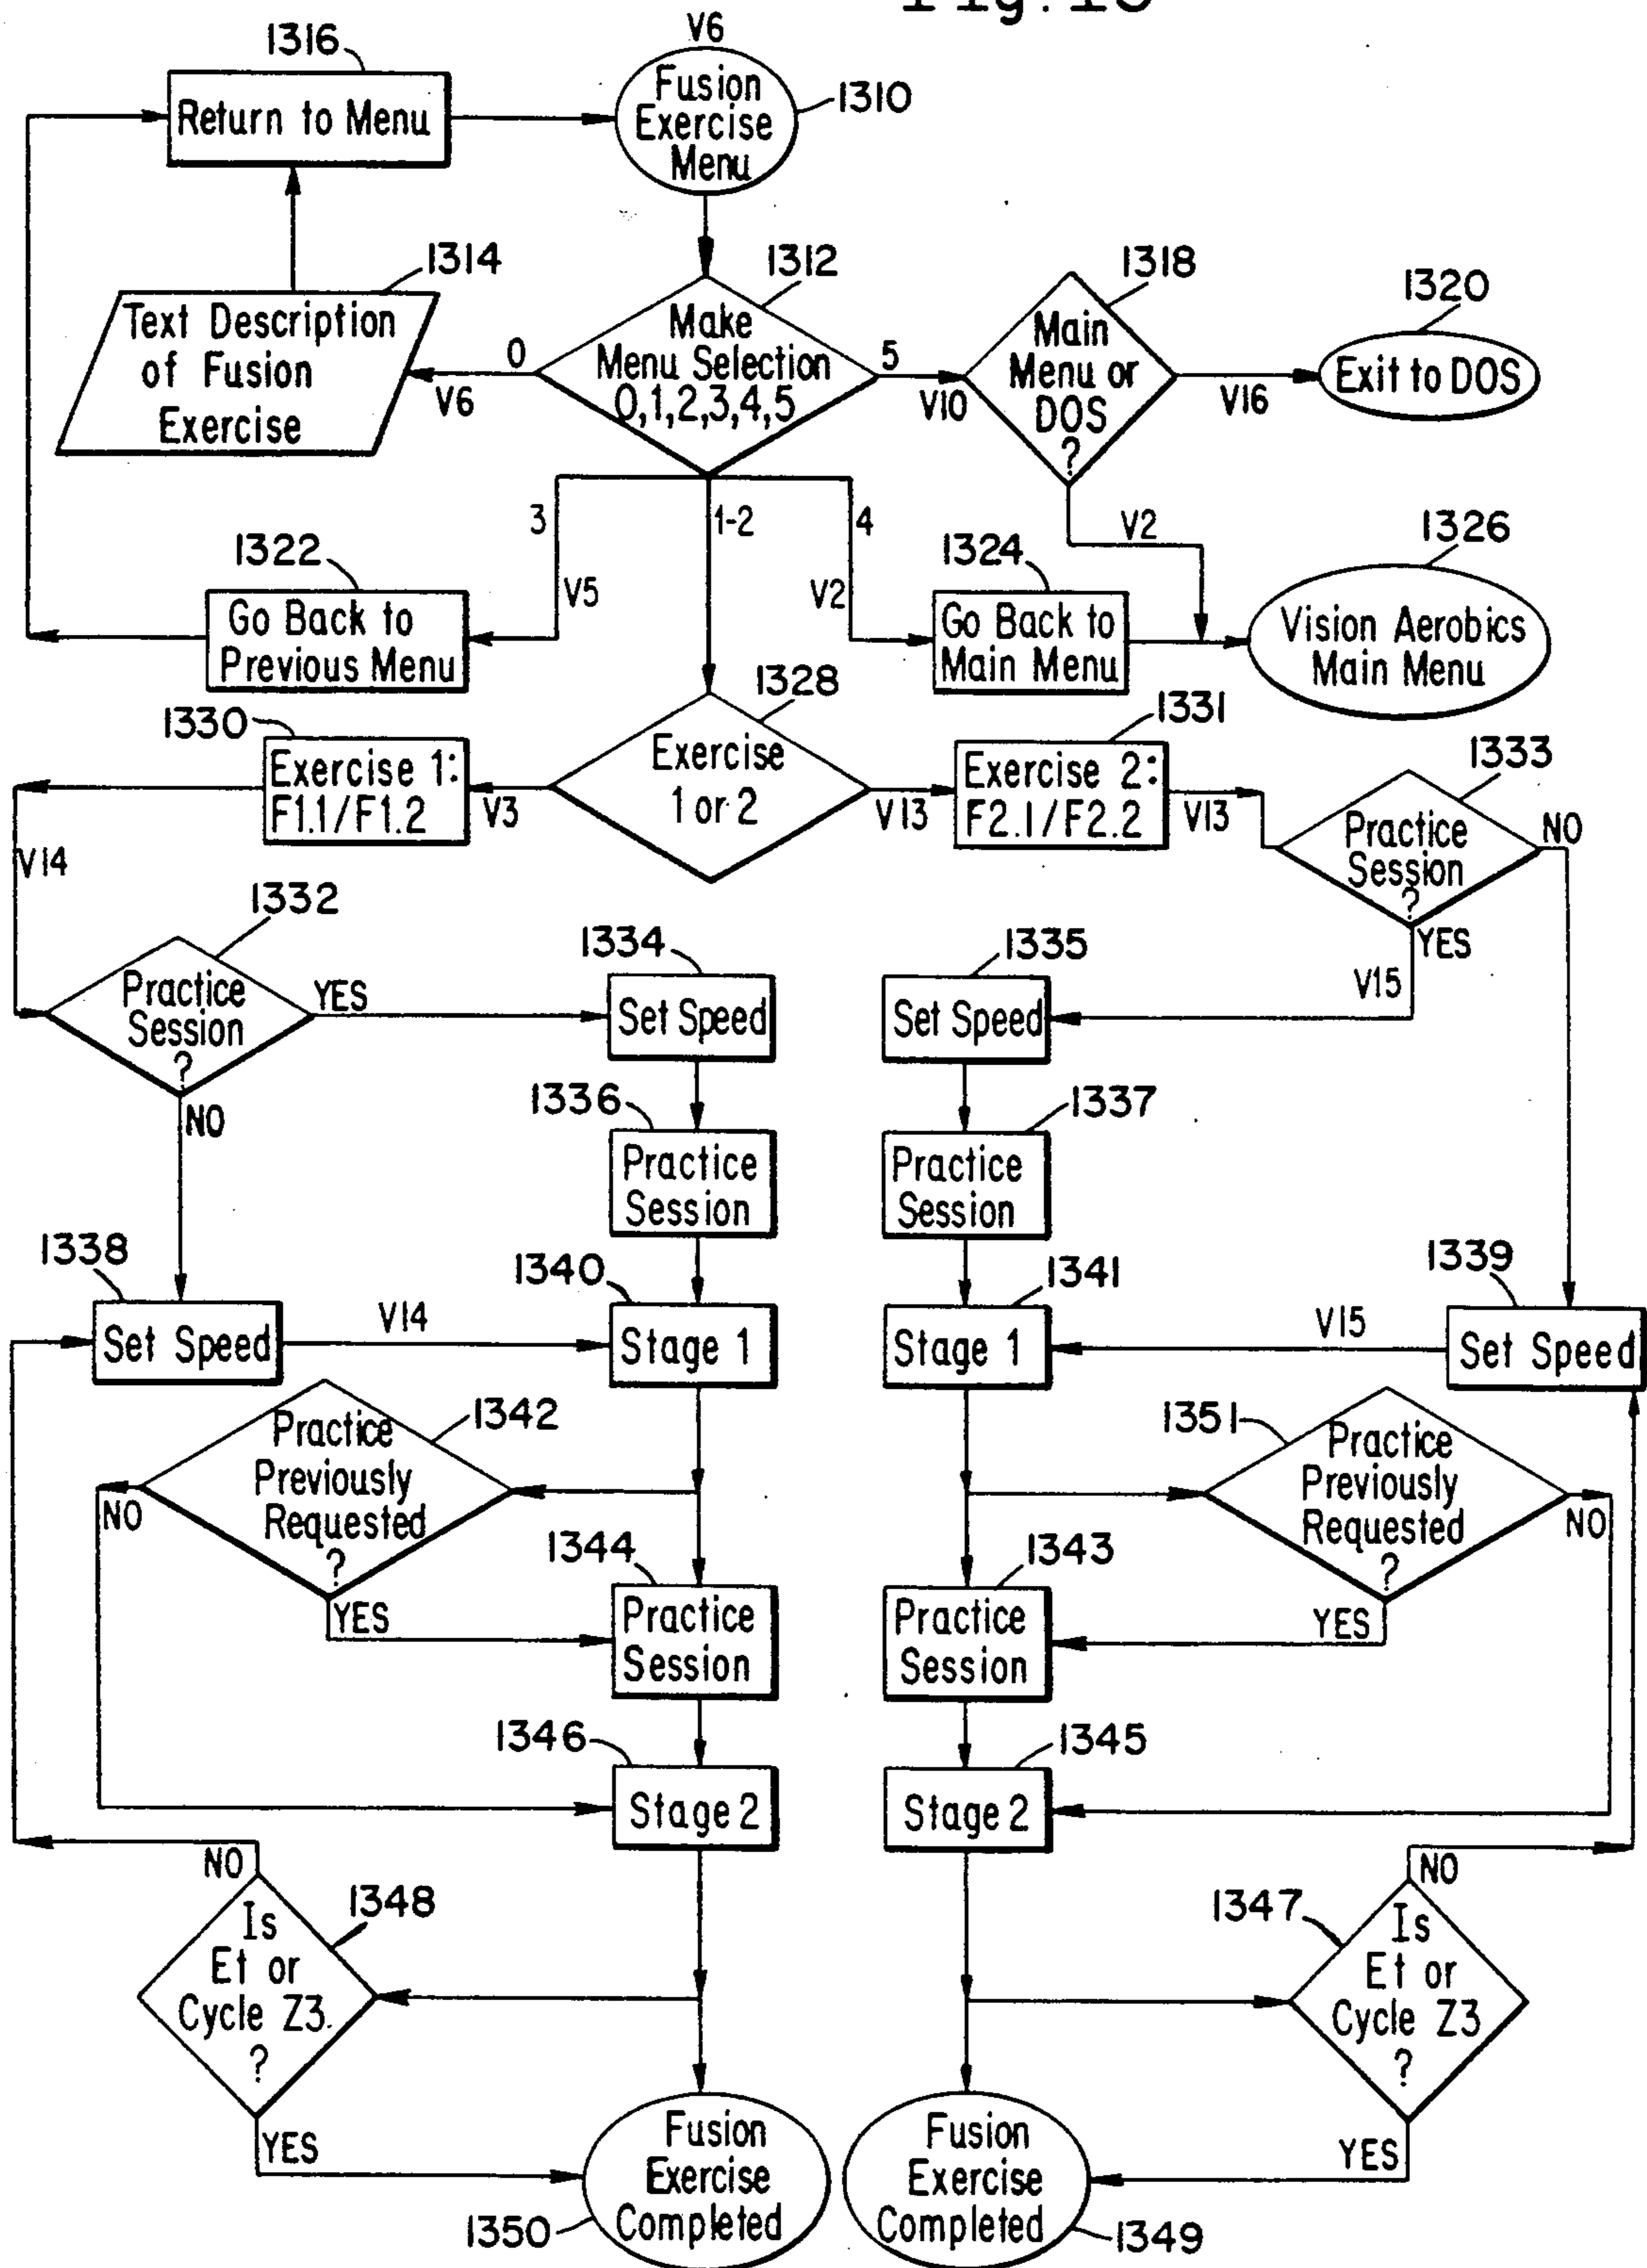 Fig. 13
V6
1316
Fusion
Exercise
Menu
1310
Return to Menu
1314
1312
1318
1320
Text Description
of Fusion
Exercise
0
V6
Make
Menu Selection
0,1,2,3,4,5
5
V10
Main
Menu or
DOS
?
V16
Exit to DOS
3
1-2
4
V2
1326
1322
V5
V2
1324
Go Back to
Previous Menu
Go Back to
Main Menu
Vision Aerobics
Main Menu
1328
1330
1331
1333
Exercise 1:
F1.1/F1.2
V3
Exercise
1 or 2
V13
Exercise 2:
F2.1/F2.2
V13
Practice
Session
?
NO
V14
YES
V15
1332
1334
1335
Practice
Session
?
YES
Set Speed
Set Speed
NO
1336
1337
Practice
Session
Practice
Session
1338
1340
1341
1339
Set Speed
V14
Stage 1
Stage 1
V15
Set Speed
1342
1351
Practice
Previously
Requested
?
Practice
Previously
Requested
?
NO
NO
1344
1343
YES
Practice
Session
Practice
Session
YES
1346
1345
Stage 2
Stage 2
NO
NO
1348
1347
Is
Et or
Cycle Z3
?
Is
Et or
Cycle Z3
?
YES
YES
Fusion
Exercise
Completed
Fusion
Exercise
Completed
1350
1349